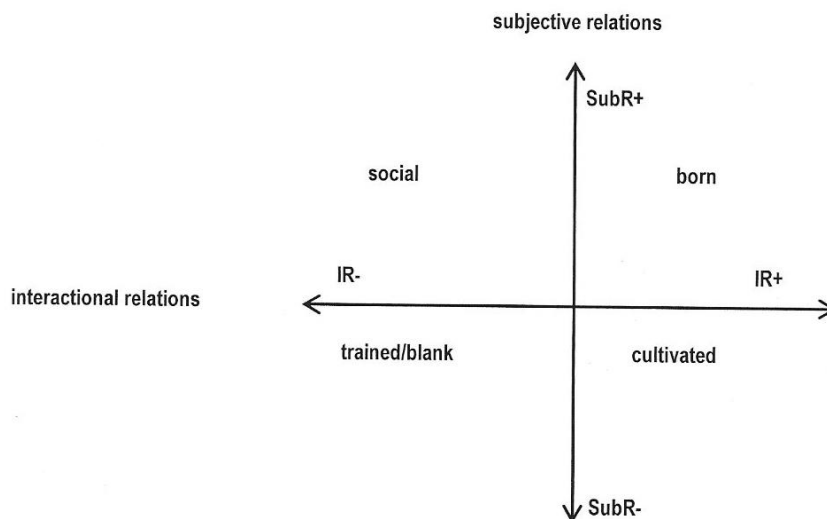 subjective relations
SubR+
social
born
IR-
IR+
interactional relations
trained/blank
cultivated
SubR-